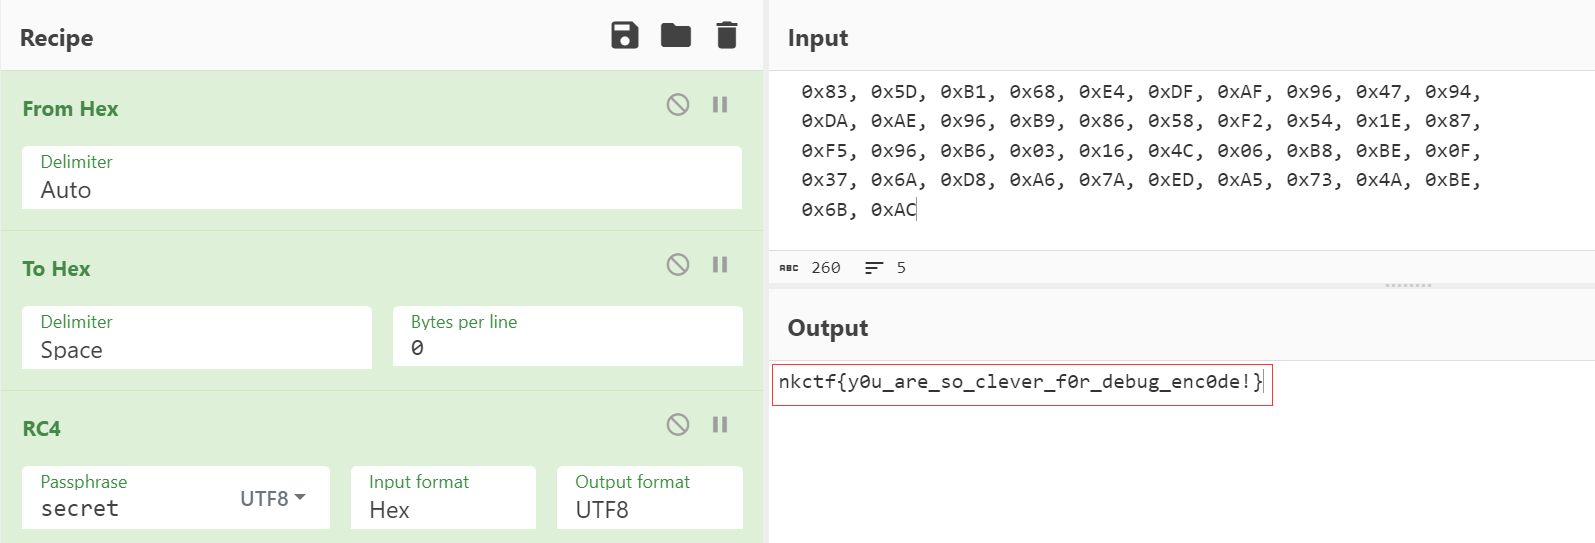 Recipe
From Hex
Delimiter
Auto
To Hex
Delimiter
Space
Bytes per line
0
RC4
Passphrase
secret
UTF8
Input format
Hex
Output format
UTF8
Input
0x83, 0x5D, 0xB1, 0x68, 0xE4, 0xDF, 0xAF, 0x96, 0x47, 0x94,
0xDA, 0xAE, 0x96, 0xB9, 0x86, 0x58, 0xF2, 0x54, 0x1E, 0x87,
0xF5, 0x96, 0xB6, 0x03, 0x16, 0x4C, 0x06, 0xB8, 0xBE, 0x0F,
0x37, 0x6A, 0xD8, 0xA6, 0x7A, 0xED, 0xA5, 0x73, 0x4A, 0xBE,
0x6B, 0xAC
ABC 260 5
Output
nkctf{y0u_are_so_clever_f0r_debug_enc0de!}